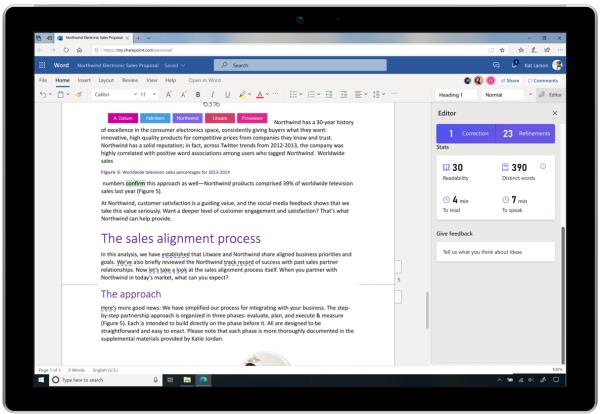 Northwind Electronic Sales Proposal
https://my.sharepoint.com/personal/
Word Northwind Electronic Sales Proposal Saved Search Kat Larson
File Home Insert Layout Review View Help Open in Word Share Comments
Calibri 11 A A B I U A Heading 1 Normal Editor
63%
A. Datum Fabrikam Northwind Litware Proseware
Northwind has a 30-year history
of excellence in the consumer electronics space, consistently giving buyers what they want:
innovative, high-quality products for competitive prices from companies they know and trust.
Northwind has a solid reputation; in fact, across Twitter trends from 2012-2013, the company was
highly correlated with positive word associations among users who tagged Northwind. Worldwide
sales
Figure 5: Worldwide television sales percentages for 2013-2014
numbers confirm this approach as well—Northwind products comprised 39% of worldwide television
sales last year (Figure 5).
At Northwind, customer satisfaction is a guiding value, and the social media feedback shows that we
take this value seriously. Want a deeper level of customer engagement and satisfaction? That's what
Northwind can help provide.
The sales alignment process
In this analysis, we have established that Litware and Northwind share aligned business priorities and
goals. We've also briefly reviewed the Northwind track record of success with past sales partner
relationships. Now let's take a look at the sales alignment process itself. When you partner with
Northwind in today's market, what can you expect?
The approach
Here's more good news: We have simplified our process for integrating with your business. The step-
by-step partnership approach is organized in three phases: evaluate, plan, and execute & measure
(Figure 5). Each is intended to build directly on the phase before it. All are designed to be
straightforward and easy to enact. Please note that each phase is more thoroughly documented in the
supplemental materials provided by Katie Jordan.
1
Editor
1 Correction 23 Refinements
Stats
30 390
Readability Distinct words
4 min 7 min
To read To speak
Give feedback
Tell us what you think about Ideas
Page 1 of 3 0 Words English (U.S.) 100%
Type here to search